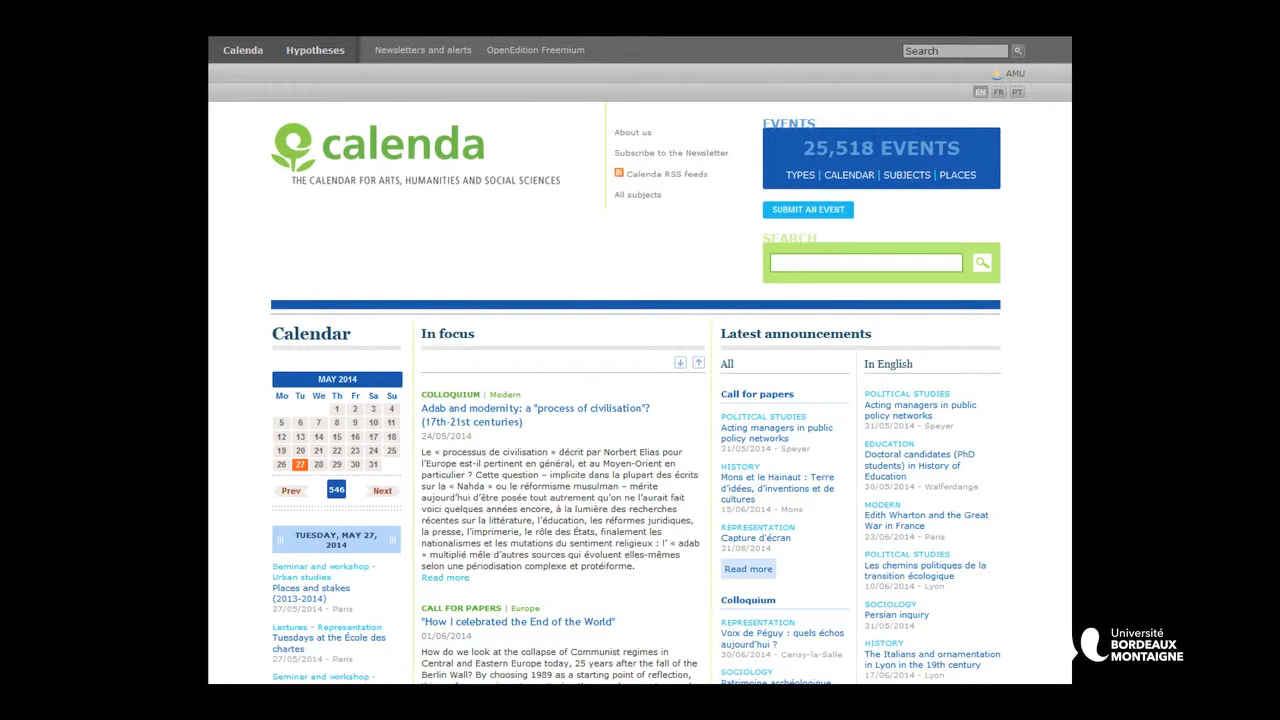 Calenda
Hypotheses
Newsletters and alerts
OpenEdition Freemium
Search
AMU
EN FR PT
calenda
THE CALENDAR FOR ARTS, HUMANITIES AND SOCIAL SCIENCES
About us
Subscribe to the Newsletter
Calenda RSS feeds
All subjects
EVENTS
25,518 EVENTS
TYPES | CALENDAR | SUBJECTS | PLACES
SUBMIT AN EVENT
SEARCH
Calendar
MAY 2014
Mo Tu We Th Fr Sa Su
1 2 3 4
5 6 7 8 9 10 11
12 13 14 15 16 17 18
19 20 21 22 23 24 25
26 27 28 29 30 31
Prev 546 Next
TUESDAY, MAY 27,
2014
Seminar and workshop -
Urban studies
Places and stakes
(2013-2014)
27/05/2014 - Paris
Lectures - Representation
Tuesdays at the École des
chartes
27/05/2014 - Paris
Seminar and workshop -
In focus
COLLOQUIUM | Modern
Adab and modernity: a "process of civilisation"?
(17th-21st centuries)
24/05/2014
Le « processus de civilisation » décrit par Norbert Elias pour
l'Europe est-il pertinent en général, et au Moyen-Orient en
particulier ? Cette question – implicite dans la plupart des écrits
sur la « Nahda » ou le réformisme musulman – mérite
aujourd'hui d'être posée tout autrement qu'on ne l'aurait fait
voici quelques années encore, à la lumière des recherches
récentes sur la littérature, l'éducation, les réformes juridiques,
la presse, l'imprimerie, le rôle des États, finalement les
nationalismes et les mutations du sentiment religieux : l' « adab
» multiplié mêle d'autres sources qui évoluent elles-mêmes
selon une périodisation complexe et protéiforme.
Read more
CALL FOR PAPERS | Europe
"How I celebrated the End of the World"
01/06/2014
How do we look at the collapse of Communist regimes in
Central and Eastern Europe today, 25 years after the fall of the
Berlin Wall? By choosing 1989 as a starting point of reflection,
Latest announcements
All
Call for papers
POLITICAL STUDIES
Acting managers in public
policy networks
31/05/2014 - Speyer
HISTORY
Mons et le Hainaut : Terre
d'idées, d'inventions et de
cultures
15/06/2014 - Mons
REPRESENTATION
Capture d'écran
31/08/2014
Read more
Colloquium
REPRESENTATION
Voix de Péguy : quels échos
aujourd'hui ?
30/06/2014 - Cerisy-la-Salle
SOCIOLOGY
Patrimoine archéologique
In English
POLITICAL STUDIES
Acting managers in public
policy networks
31/05/2014 - Speyer
EDUCATION
Doctoral candidates (PhD
students) in History of
Education
30/05/2014 - Walferdange
MODERN
Edith Wharton and the Great
War in France
23/06/2014 - Paris
POLITICAL STUDIES
Les chemins politiques de la
transition écologique
10/06/2014 - Lyon
SOCIOLOGY
Persian inquiry
31/05/2014
HISTORY
The Italians and ornamentation
in Lyon in the 19th century
17/06/2014 - Lyon
Université
BORDEAUX
MONTAIGNE